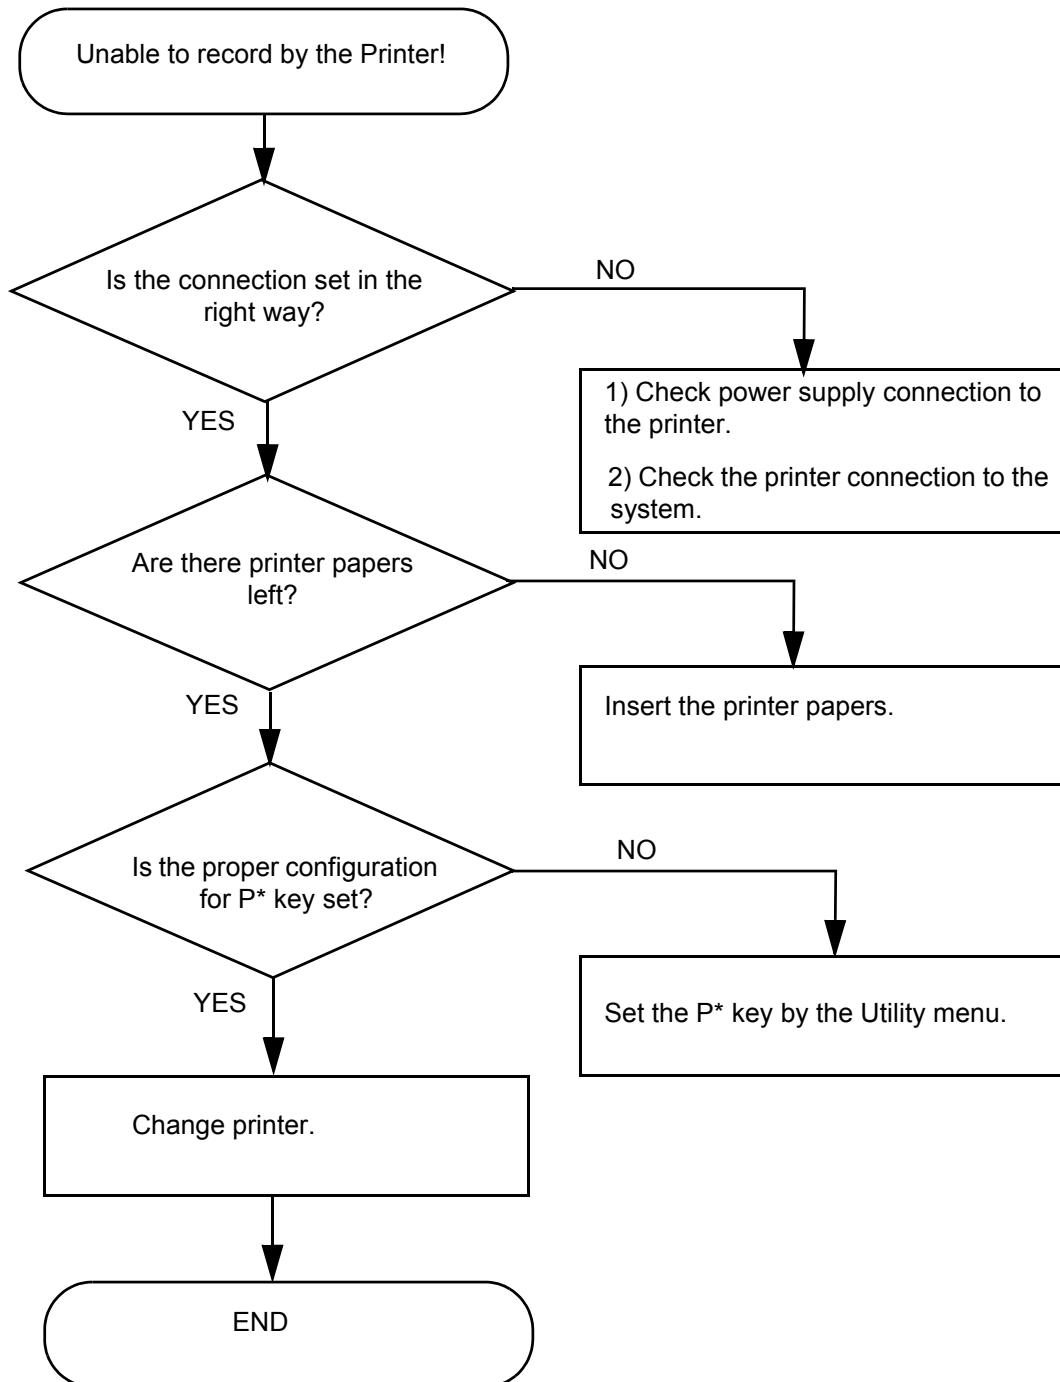 Unable to record by the Printer!
Is the connection set in the
right way?
NO
1) Check power supply connection to
the printer.
2) Check the printer connection to the
system.
YES
Are there printer papers
left?
NO
Insert the printer papers.
YES
Is the proper configuration
for P* key set?
NO
Set the P* key by the Utility menu.
YES
Change printer.
END